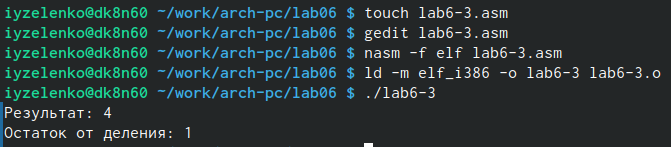 iyzelenko@dk8n60 ~/work/arch-pc/lab06 $ touch lab6-3.asm
iyzelenko@dk8n60 ~/work/arch-pc/lab06 $ gedit lab6-3.asm
iyzelenko@dk8n60 ~/work/arch-pc/lab06 $ nasm -f elf lab6-3.asm
iyzelenko@dk8n60 ~/work/arch-pc/lab06 $ ld -m elf_i386 -o lab6-3 lab6-3.o
iyzelenko@dk8n60 ~/work/arch-pc/lab06 $ ./lab6-3
Результат: 4
Остаток от деления: 1